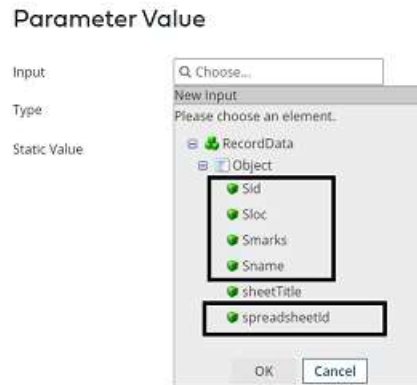 Parameter Value
Input
Choose...
New Input
Type
Please choose an element.
Static Value
RecordData
Object
Sid
Sloc
Smarks
Sname
sheetTitle
spreadsheetId
OK
Cancel